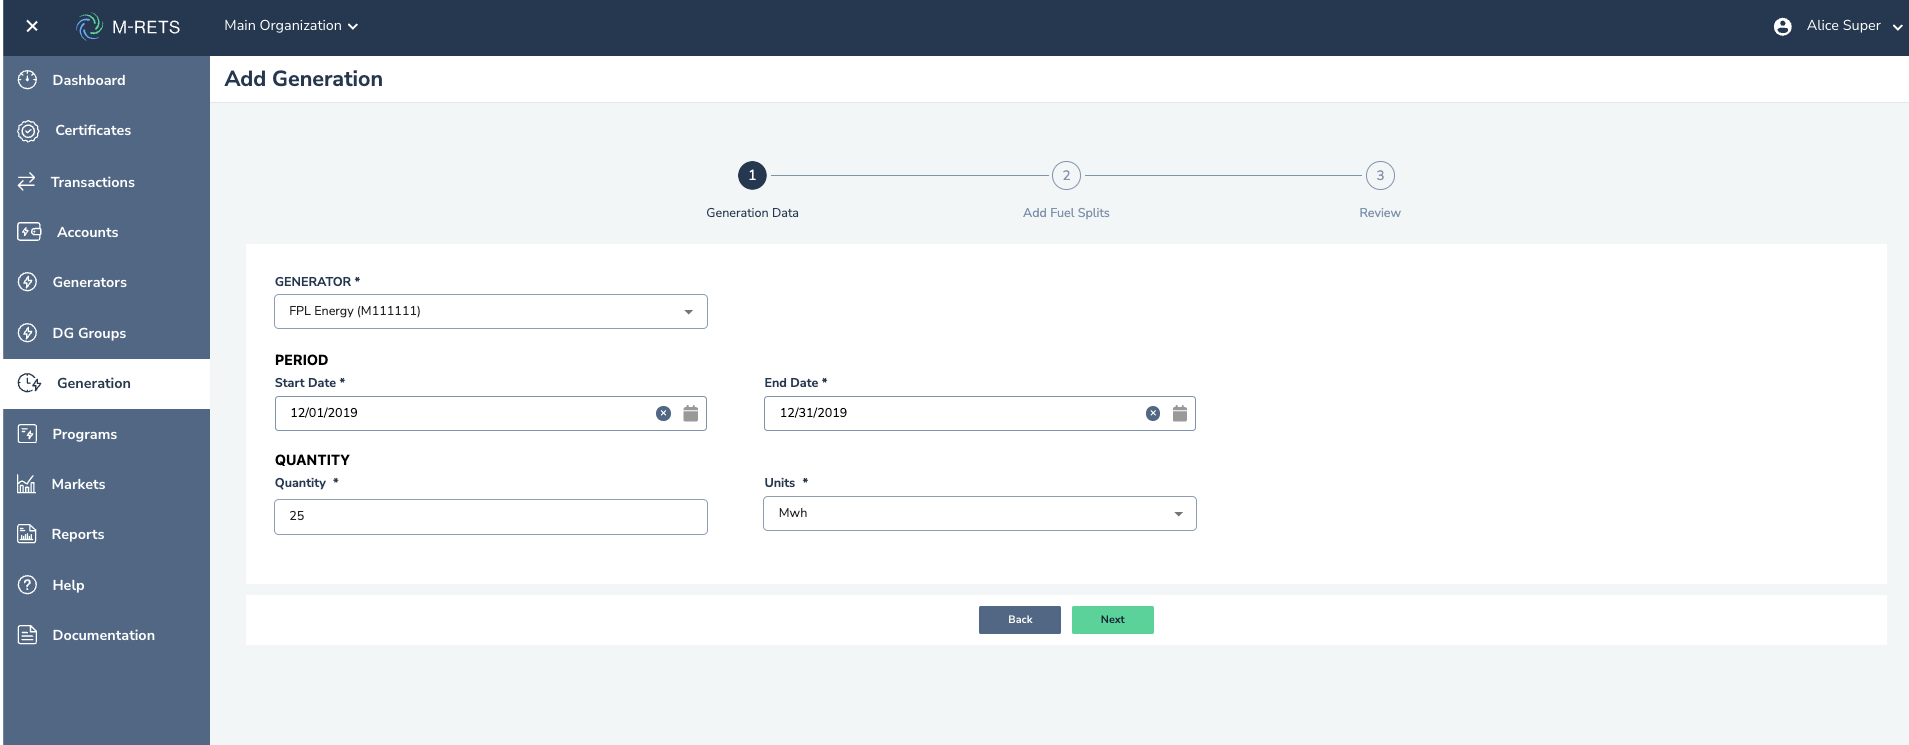 M-RETS
Main Organization
Alice Super
Dashboard
Certificates
Transactions
Accounts
Generators
DG Groups
Generation
Programs
Markets
Reports
Help
Documentation
Add Generation
1
2
3
Generation Data
Add Fuel Splits
Review
GENERATOR *
FPL Energy (M111111)
PERIOD
Start Date *
End Date *
12/01/2019
12/31/2019
QUANTITY
Quantity *
Units *
25
Mwh
Back
Next